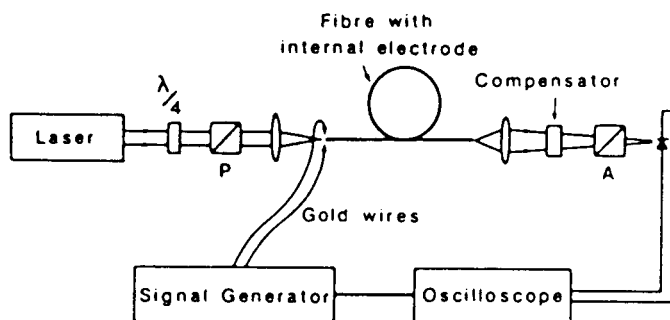 Fibre with
internal electrode
λ/4
Compensator
Laser
P
A
Gold wires
Signal Generator
Oscilloscope